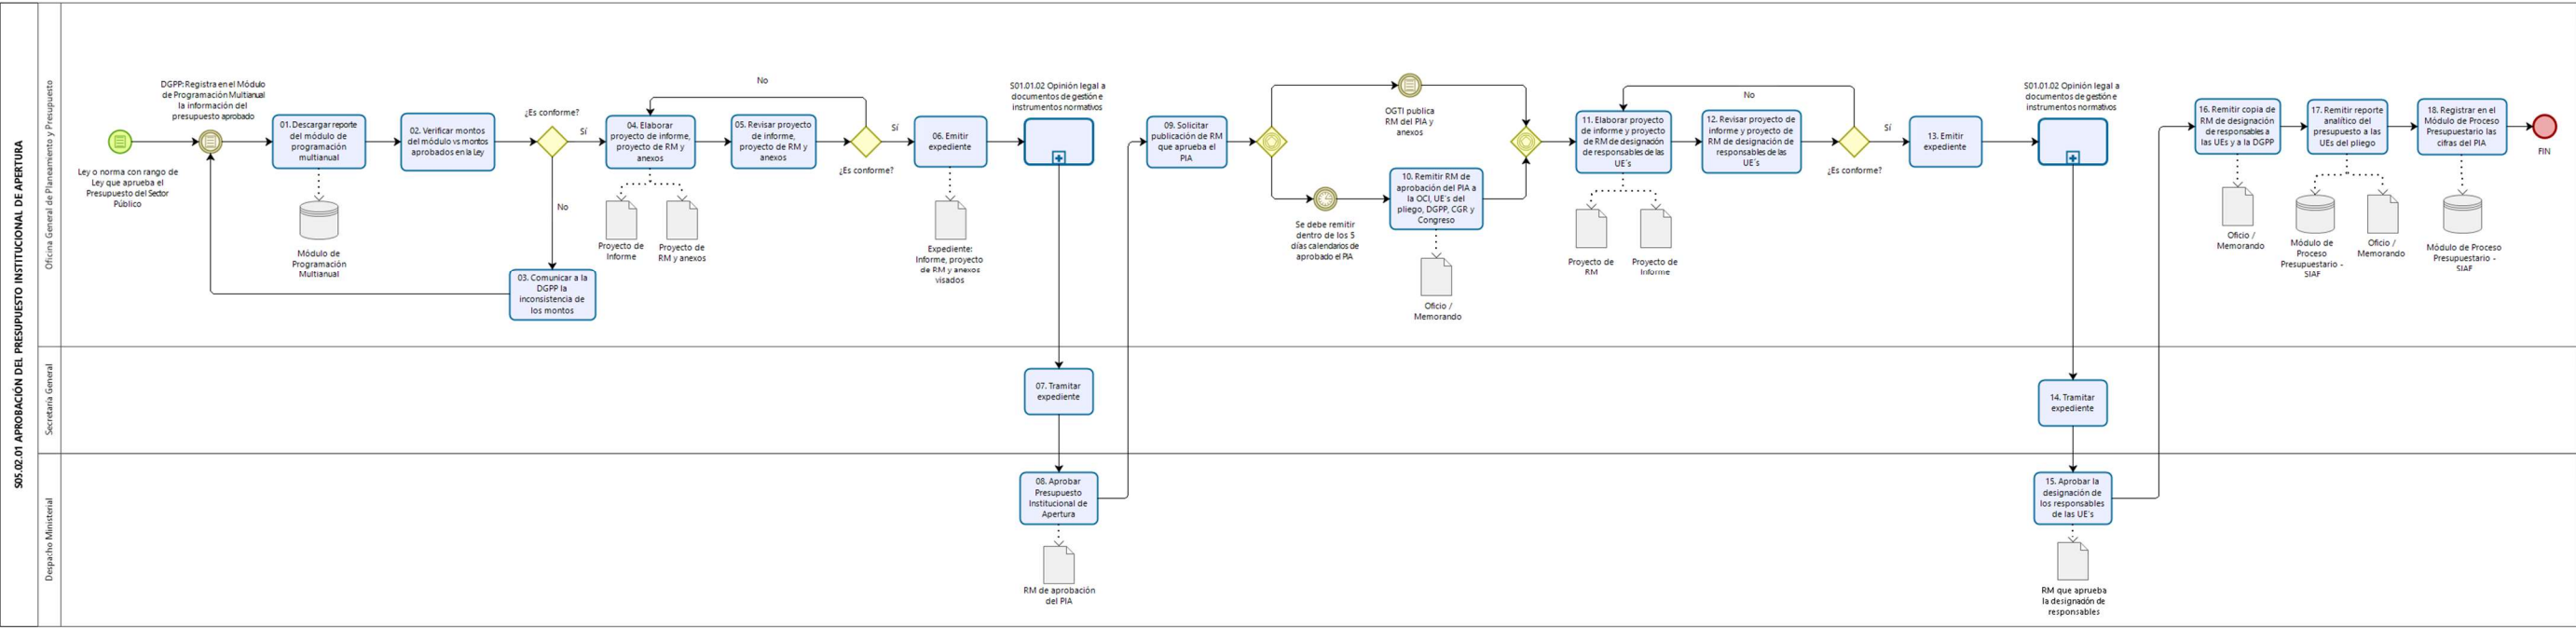 S05.02.01 APROBACIÓN DEL PRESUPUESTO INSTITUCIONAL DE APERTURA
Oficina General de Planeamiento y Presupuesto
Ley o norma con rango de
Ley que aprueba el
Presupuesto del Sector
Público
DGPP: Registra en el Módulo
de Programación Multianual
la información del
presupuesto aprobado
01. Descargar reporte
del módulo de
programación
multianual
Módulo de
Programación
Multianual
02. Verificar montos
del módulo vs montos
aprobados en la Ley
¿Es conforme?
Sí
No
03. Comunicar a la
DGPP la
inconsistencia de
los montos
04. Elaborar
proyecto de informe,
proyecto de RM y
anexos
Proyecto de
Informe
Proyecto de
RM y anexos
05. Revisar proyecto
de informe,
proyecto de RM y
anexos
No
Sí
¿Es conforme?
06. Emitir
expediente
Expediente:
Informe, proyecto
de RM y anexos
visados
S01.01.02 Opinión legal a
documentos de gestión e
instrumentos normativos
09. Solicitar
publicación de RM
que aprueba el
PIA
OGTI publica
RM del PIA y
anexos
Se debe remitir
dentro de los 5
días calendarios de
aprobado el PIA
10. Remitir RM de
aprobación del PIA a
la OCI, UE's del
pliego, DGPP, CGR y
Congreso
Oficio /
Memorando
11. Elaborar proyecto
de informe y proyecto
de RM de designación
de responsables de las
UE´s
Proyecto de
RM
Proyecto de
Informe
12. Revisar proyecto de
informe y proyecto de
RM de designación de
responsables de las
UE´s
No
Sí
¿Es conforme?
13. Emitir
expediente
S01.01.02 Opinión legal a
documentos de gestión e
instrumentos normativos
16. Remitir copia de
RM de designación
de responsables a
las UEs y a la DGPP
Oficio /
Memorando
17. Remitir reporte
analítico del
presupuesto a las
UEs del pliego
Módulo de
Proceso
Presupuestario -
SIAF
Oficio /
Memorando
18. Registrar en el
Módulo de Proceso
Presupuestario las
cifras del PIA
Módulo de Proceso
Presupuestario -
SIAF
FIN
Secretaría General
07. Tramitar
expediente
14. Tramitar
expediente
Despacho Ministerial
08. Aprobar
Presupuesto
Institucional de
Apertura
RM de aprobación
del PIA
15. Aprobar la
designación de
los responsables
de las UE´s
RM que aprueba
la designación de
responsables